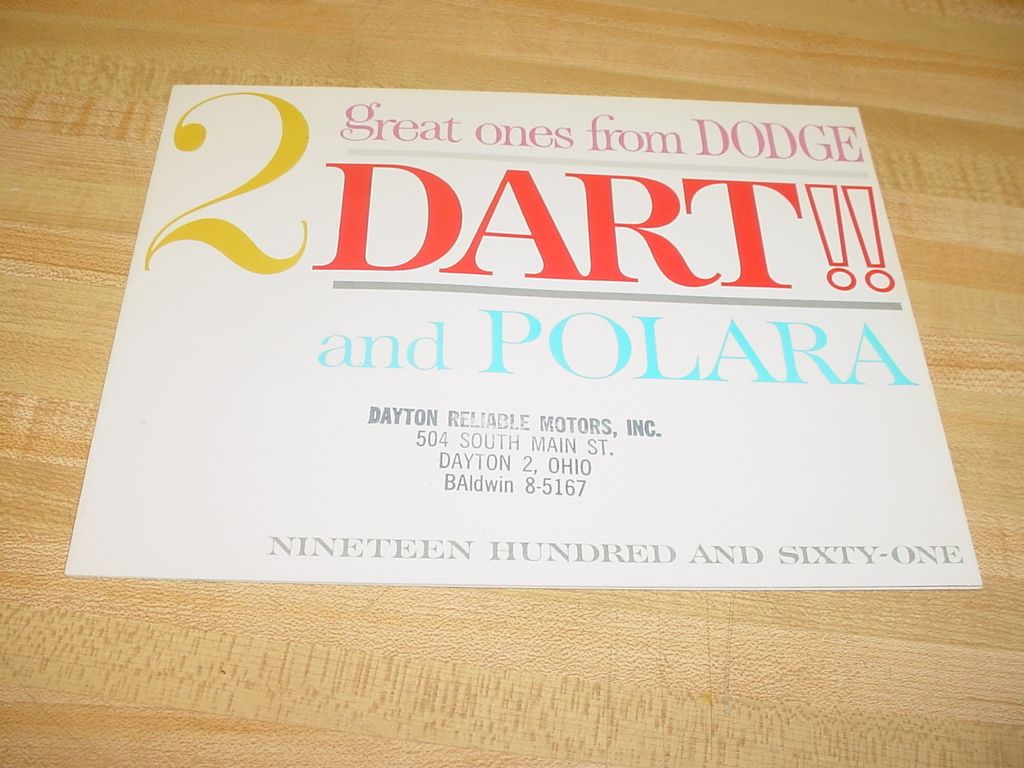 2 great ones from DODGE
DART!!
and POLARA
DAYTON RELIABLE MOTORS, INC.
504 SOUTH MAIN ST.
DAYTON 2, OHIO
BAldwin 8-5167
NINETEEN HUNDRED AND SIXTY-ONE